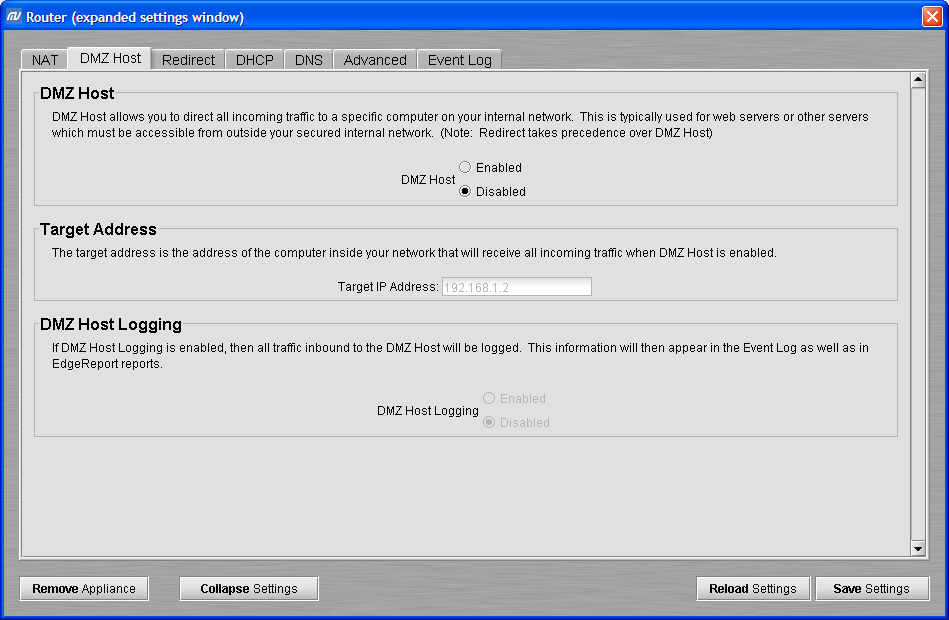 Router (expanded settings window)
NAT DMZ Host Redirect DHCP DNS Advanced Event Log
DMZ Host
DMZ Host allows you to direct all incoming traffic to a specific computer on your internal network.  This is typically used for web servers or other servers
which must be accessible from outside your secured internal network.  (Note:  Redirect takes precedence over DMZ Host)
Enabled
DMZ Host
Disabled
Target Address
The target address is the address of the computer inside your network that will receive all incoming traffic when DMZ Host is enabled.
Target IP Address: 192.168.1.2
DMZ Host Logging
If DMZ Host Logging is enabled, then all traffic inbound to the DMZ Host will be logged.  This information will then appear in the Event Log as well as in
EdgeReport reports.
Enabled
DMZ Host Logging
Disabled
Remove Appliance Collapse Settings Reload Settings Save Settings